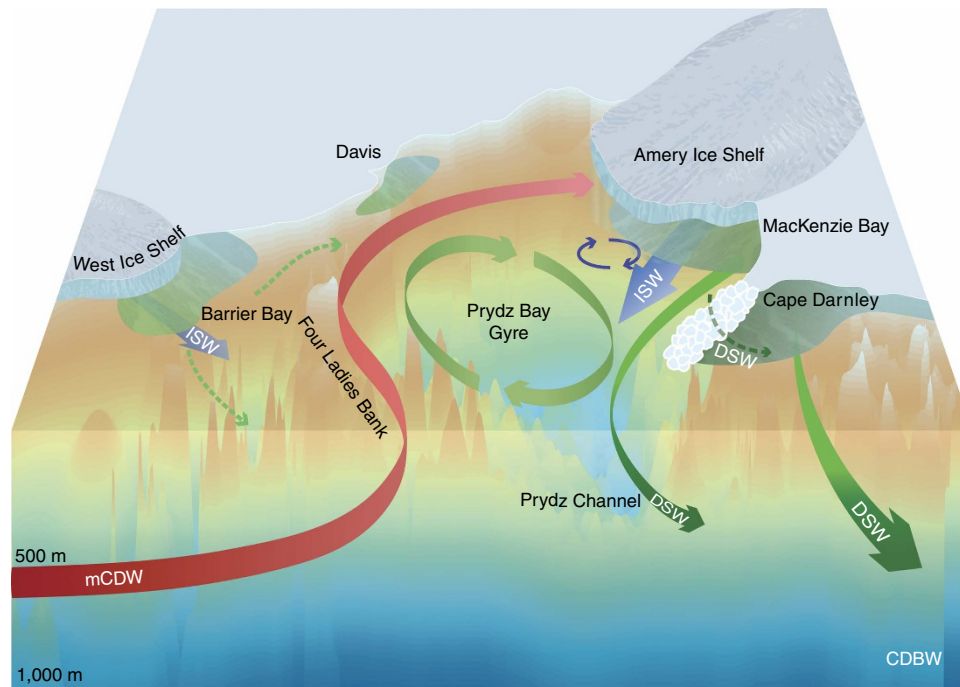 Davis
Amery Ice Shelf
MacKenzie Bay
West Ice Shelf
ISW
Cape Darnley
Barrier Bay
Prydz Bay
Gyre
ISW
Four Ladies Bank
DSW
Prydz Channel
DSW
DSW
500 m
mCDW
CDBW
1,000 m